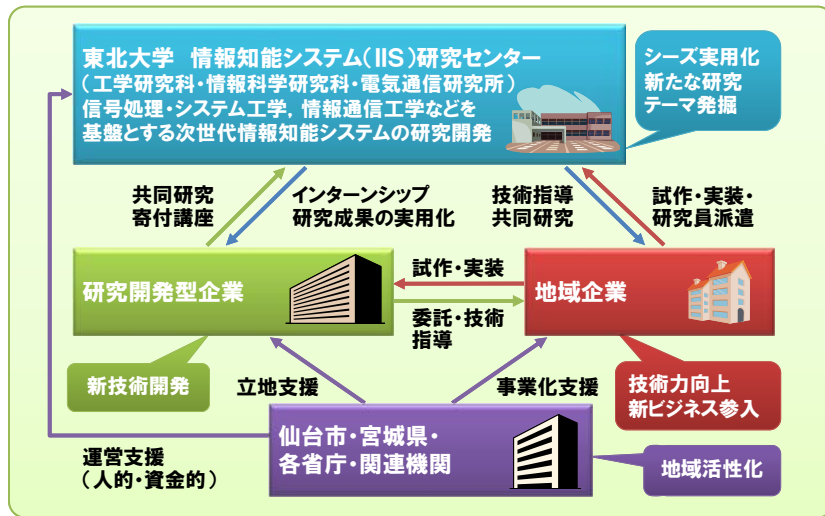 東北大学 情報知能システム（IIS）研究センター
（工学研究科・情報科学研究科・電気通信研究所）
信号処理・システム工学，情報通信工学などを
基盤とする次世代情報知能システムの研究開発
シーズ実用化
新たな研究
テーマ発掘
共同研究
寄付講座
インターンシップ
研究成果の実用化
技術指導
共同研究
試作・実装・
研究員派遣
研究開発型企業
試作・実装
委託・技術
指導
地域企業
新技術開発
立地支援
事業化支援
技術力向上
新ビジネス参入
仙台市・宮城県・
各省庁・関連機関
運営支援
（人的・資金的）
地域活性化